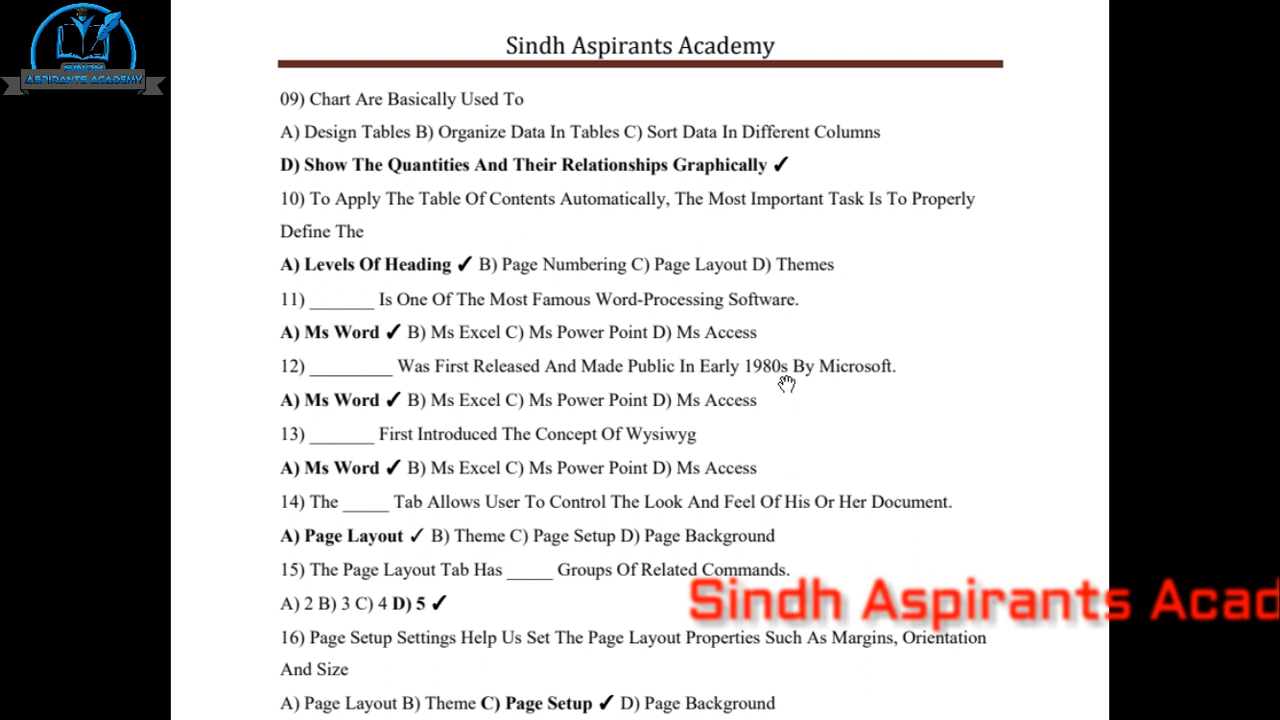 Sindh Aspirants Academy
SINDH
ASPIRANTS ACADEMY
09) Chart Are Basically Used To
A) Design Tables B) Organize Data In Tables C) Sort Data In Different Columns
D) Show The Quantities And Their Relationships Graphically ✓
10) To Apply The Table Of Contents Automatically, The Most Important Task Is To Properly
Define The
A) Levels Of Heading ✓ B) Page Numbering C) Page Layout D) Themes
11) _______ Is One Of The Most Famous Word-Processing Software.
A) Ms Word ✓ B) Ms Excel C) Ms Power Point D) Ms Access
12) _________ Was First Released And Made Public In Early 1980s By Microsoft.
A) Ms Word ✓ B) Ms Excel C) Ms Power Point D) Ms Access
13) _______ First Introduced The Concept Of Wysiwyg
A) Ms Word ✓ B) Ms Excel C) Ms Power Point D) Ms Access
14) The _____ Tab Allows User To Control The Look And Feel Of His Or Her Document.
A) Page Layout ✓ B) Theme C) Page Setup D) Page Background
15) The Page Layout Tab Has _____ Groups Of Related Commands.
A) 2 B) 3 C) 4 D) 5 ✓
Sindh Aspirants Acad
16) Page Setup Settings Help Us Set The Page Layout Properties Such As Margins, Orientation
And Size
A) Page Layout B) Theme C) Page Setup ✓ D) Page Background